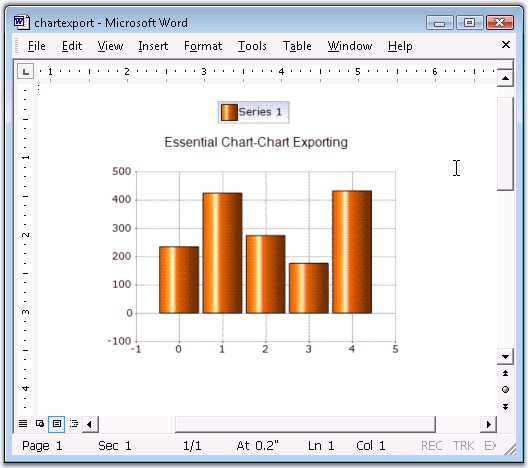 chartexport - Microsoft Word
File Edit View Insert Format Tools Table Window Help
L 1 1 2 3 4 5 6
Series 1
Essential Chart-Chart Exporting
500
400
300
200
100
0
-100
-1 0 1 2 3 4 5
1
2
3
4
Page 1 Sec 1 1/1 At 0.2" Ln 1 Col 1 REC TRK EX